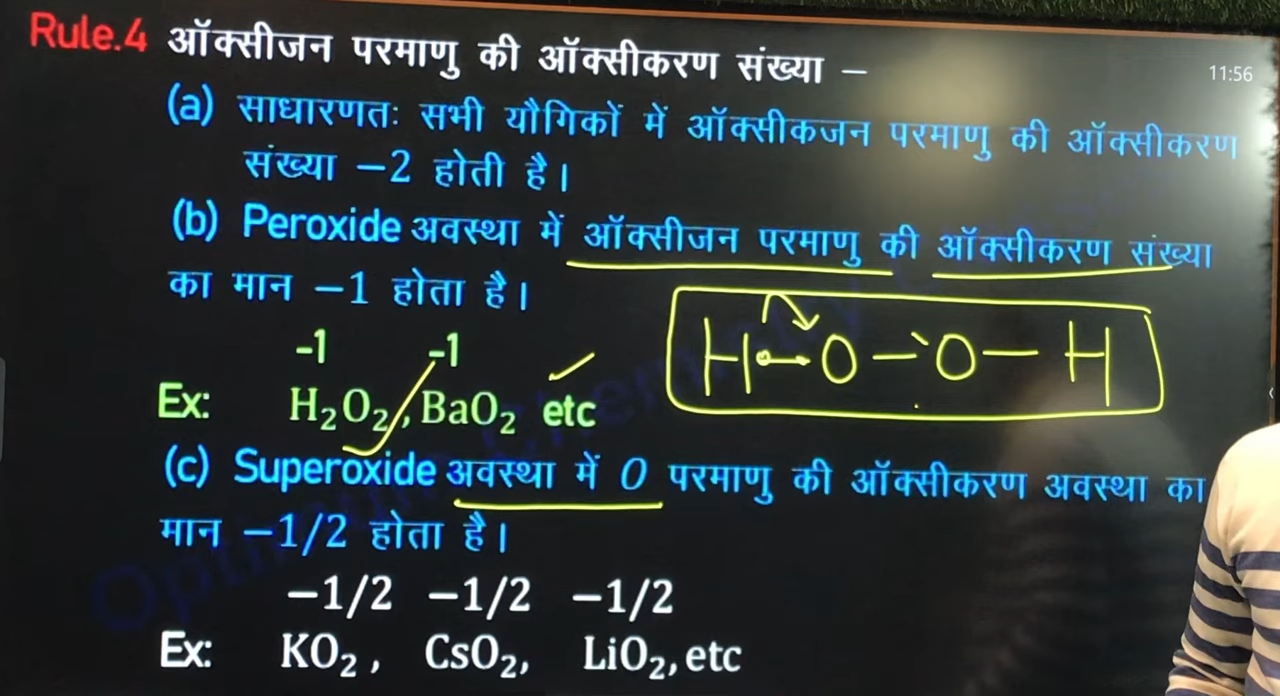 Rule.4 ऑक्सीजन परमाणु की ऑक्सीकरण संख्या –
11:56
(a) साधारणतः सभी यौगिकों में ऑक्सीकजन परमाणु की ऑक्सीकरण
संख्या −2 होती है।
(b) Peroxide अवस्था में ऑक्सीजन परमाणु की ऑक्सीकरण संख्या
का मान −1 होता है।
H–O–O–H
-1 -1
Ex: H₂O₂, BaO₂ etc
(c) Superoxide अवस्था में O परमाणु की ऑक्सीकरण अवस्था का
मान −1/2 होता है।
−1/2 −1/2 −1/2
Ex: KO₂, CsO₂, LiO₂, etc